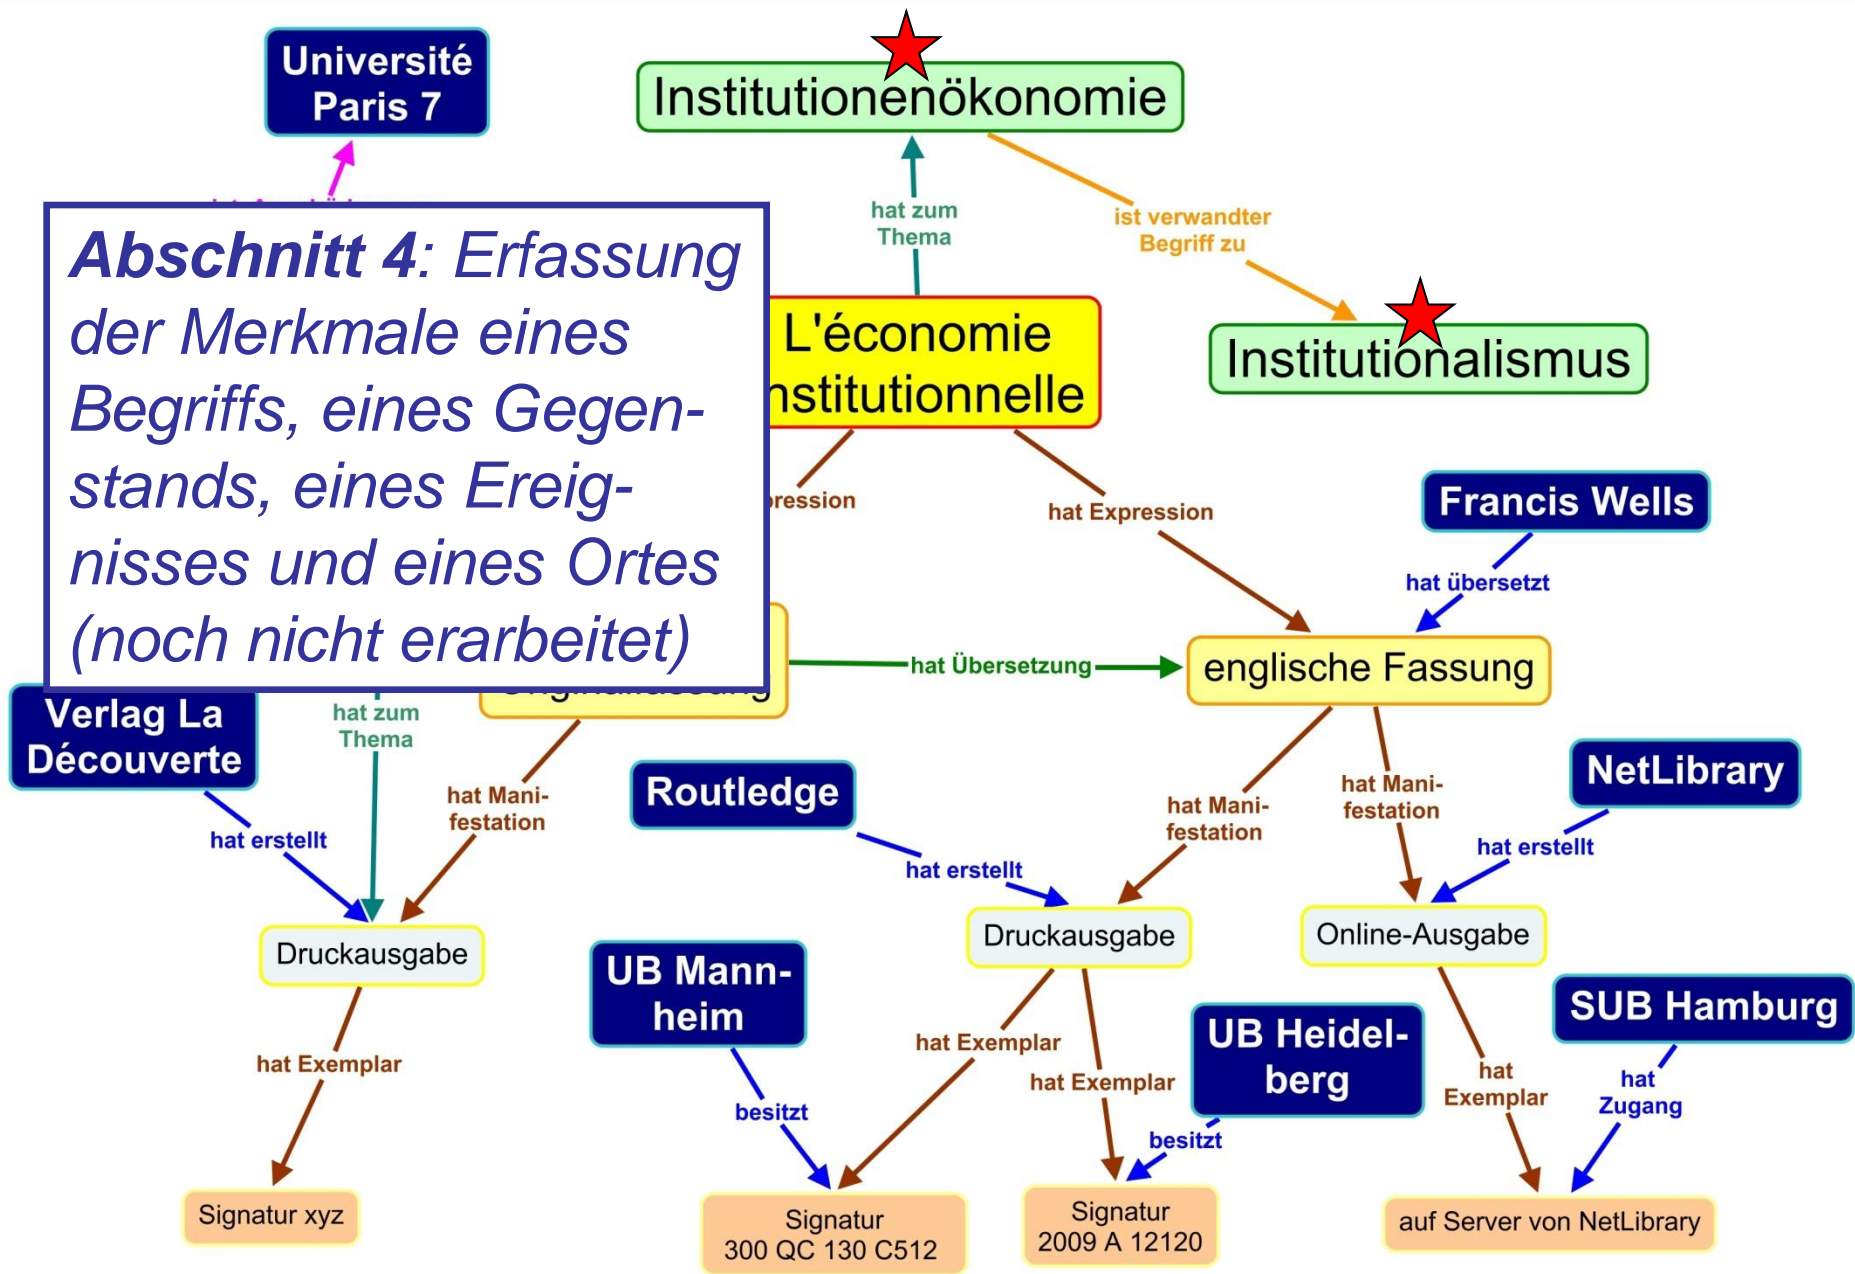 Université
Paris 7
Institutionenökonomie
hat zum
Thema
ist verwandter
Begriff zu
Abschnitt 4: Erfassung
der Merkmale eines
Begriffs, eines Gegen-
stands, eines Ereig-
nisses und eines Ortes
(noch nicht erarbeitet)
L'économie
nstitutionnelle
Institutionalismus
pression
hat Expression
Francis Wells
hat übersetzt
hat Übersetzung
englische Fassung
Verlag La
Découverte
hat zum
Thema
hat erstellt
hat Mani-
festation
Routledge
hat erstellt
hat Mani-
festation
hat Mani-
festation
NetLibrary
hat erstellt
Druckausgabe
Druckausgabe
Online-Ausgabe
UB Mann-
heim
hat Exemplar
besitzt
hat Exemplar
hat Exemplar
UB Heidel-
berg
besitzt
hat
Exemplar
SUB Hamburg
hat
Zugang
Signatur xyz
Signatur
300 QC 130 C512
Signatur
2009 A 12120
auf Server von NetLibrary